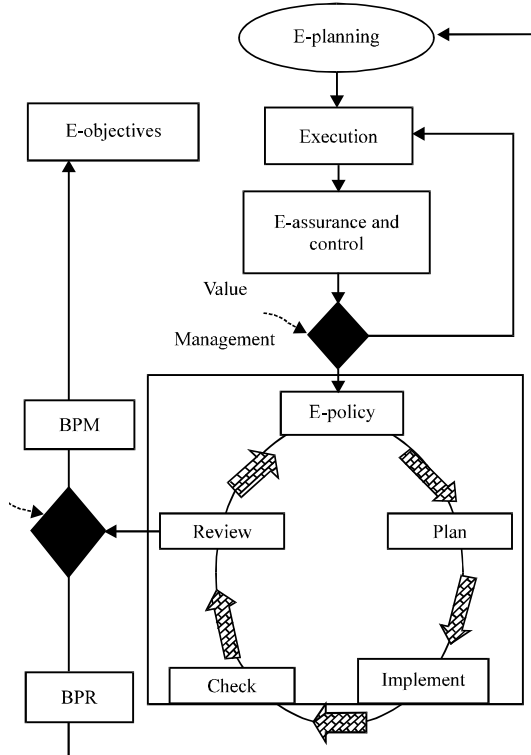 E-planning
E-objectives
Execution
E-assurance and
control
Value
Management
E-policy
BPM
Review
Plan
Check
Implement
BPR